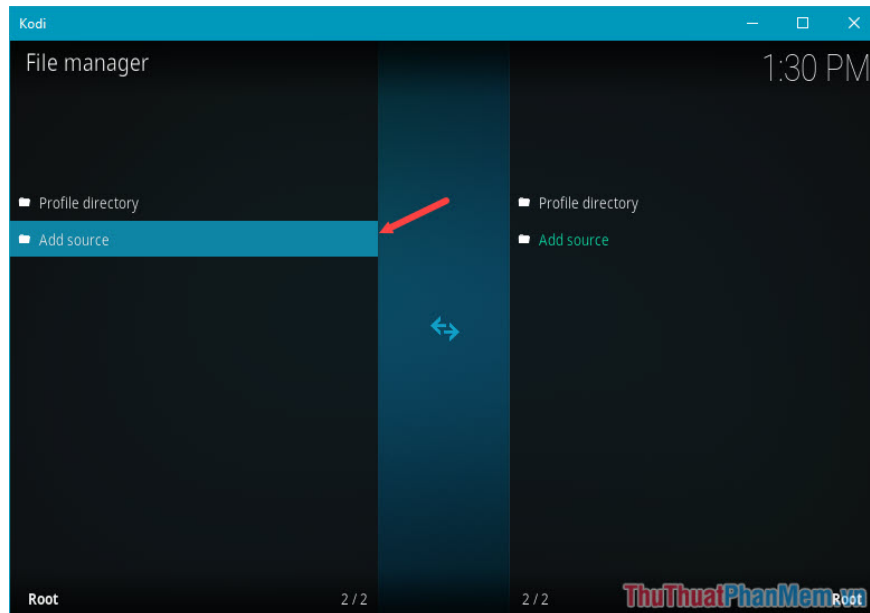 Kodi
File manager
1:30 PM
Profile directory
Add source
Profile directory
Add source
Root
2 / 2
2 / 2
Root
ThuThuatPhanMem.vn